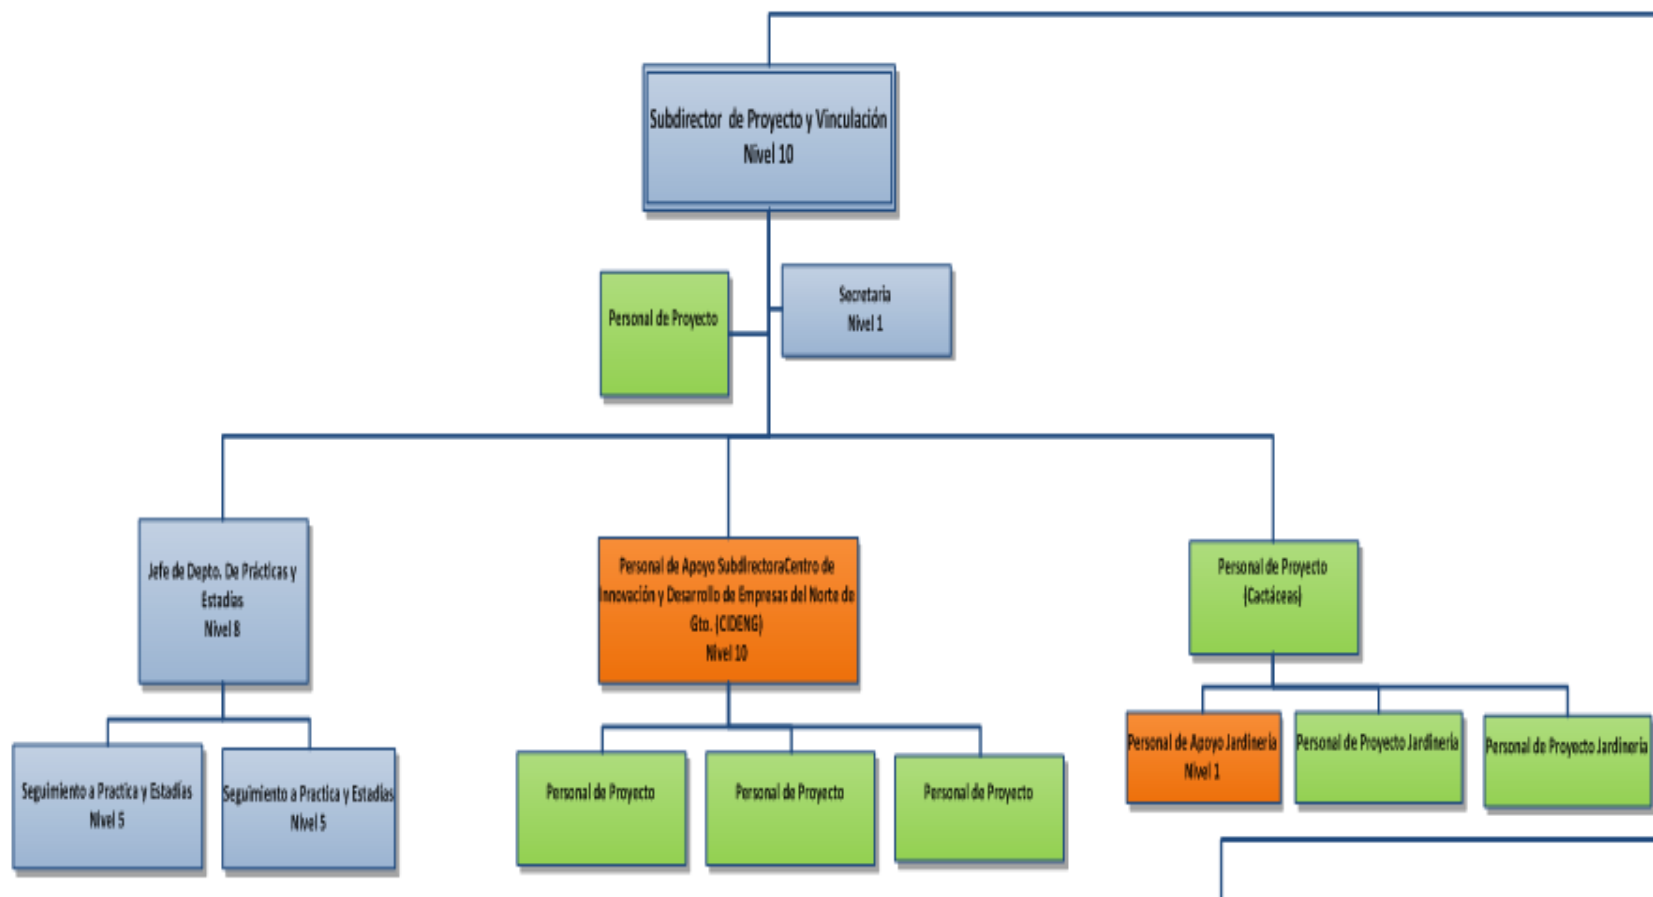 Subdirector de Proyecto y Vinculación
Nivel 10
Personal de Proyecto
Secretaria
Nivel 1
Jefe de Depto. De Prácticas y
Estadías
Nivel 8
Personal de Apoyo SubdirectoraCentro de
Innovación y Desarrollo de Empresas del Norte de
Gto. (CIDENG)
Nivel 10
Personal de Proyecto
(Cactáceas)
Seguimiento a Practica y Estadías
Nivel 5
Seguimiento a Practica y Estadías
Nivel 5
Personal de Proyecto
Personal de Proyecto
Personal de Proyecto
Personal de Apoyo Jardinería
Nivel 1
Personal de Proyecto Jardinería
Personal de Proyecto Jardinería